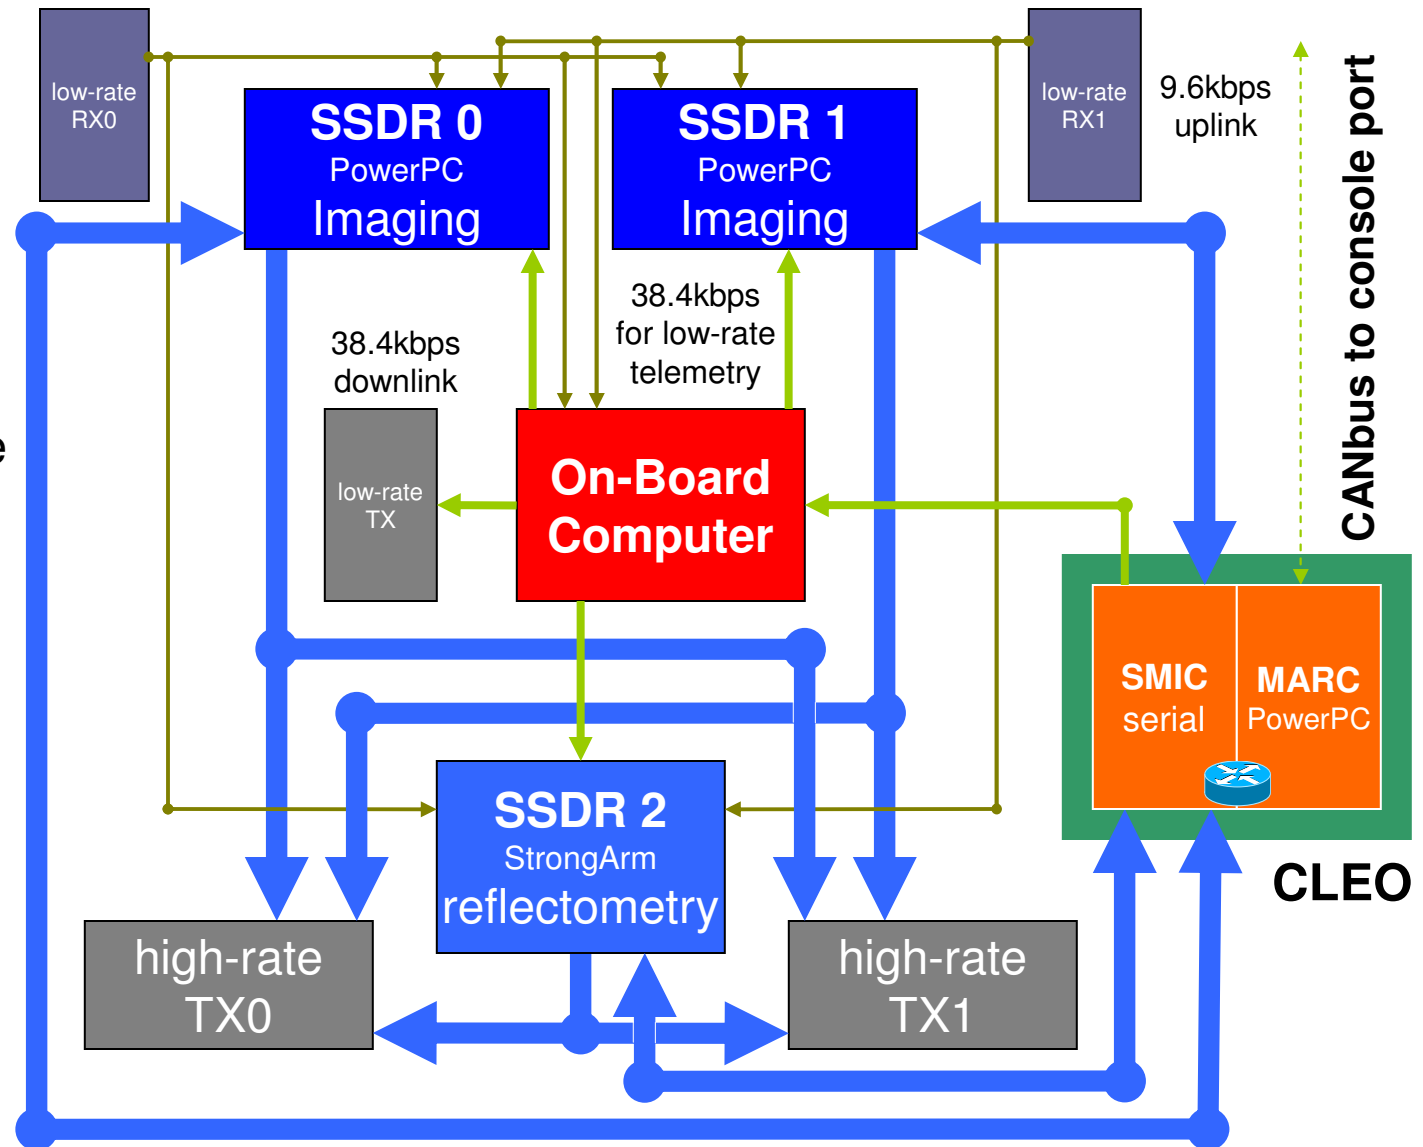 low-rate
RX0
SSDR 0
PowerPC
Imaging
SSDR 1
PowerPC
Imaging
low-rate
RX1
9.6kbps
uplink
CANbus to console port
38.4kbps
downlink
38.4kbps
for low-rate
telemetry
low-rate
TX
On-Board
Computer
e
SMIC
serial
MARC
PowerPC
CLEO
SSDR 2
StrongArm
reflectometry
high-rate
TX0
high-rate
TX1